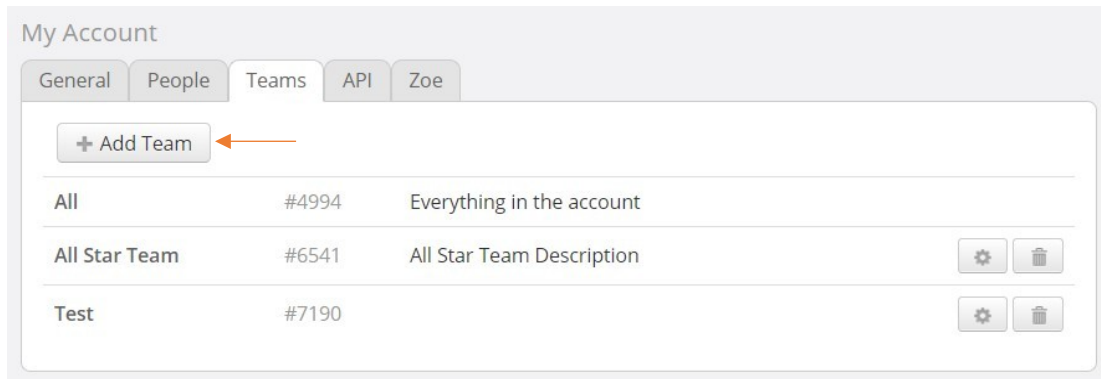 My Account
General People Teams API Zoe
+ Add Team
All #4994 Everything in the account
All Star Team #6541 All Star Team Description
Test #7190